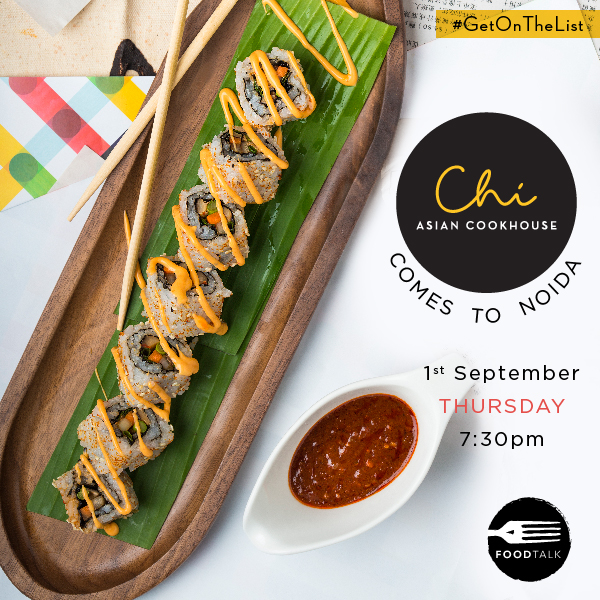 #GetOnTheList
Chi
ASIAN COOKHOUSE
COMES TO NOIDA
1st September
THURSDAY
7:30pm
FOODTALK